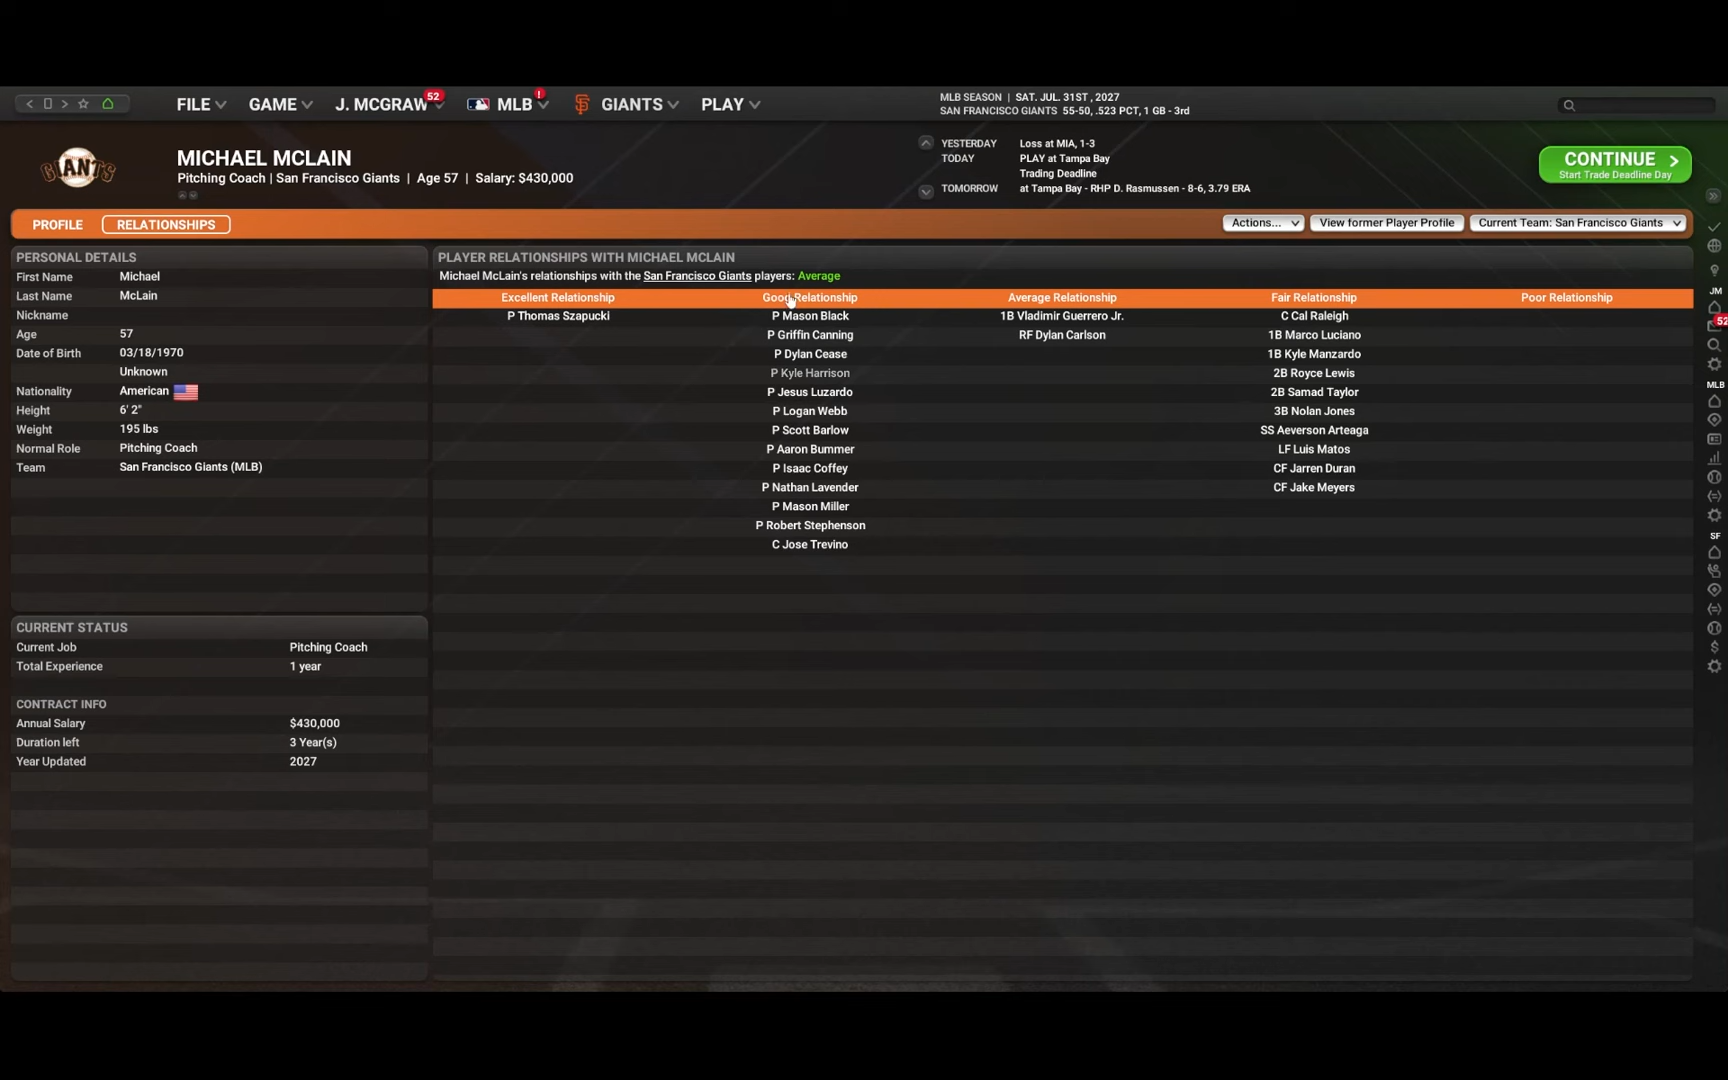 FILE GAME J. MCGRAW 52 MLB ! GIANTS PLAY
MLB SEASON | SAT. JUL. 31ST , 2027
SAN FRANCISCO GIANTS 55-50, .523 PCT, 1 GB - 3rd
GIANTS
MICHAEL MCLAIN
Pitching Coach | San Francisco Giants | Age 57 | Salary: $430,000
YESTERDAY Loss at MIA, 1-3
TODAY PLAY at Tampa Bay
Trading Deadline
TOMORROW at Tampa Bay - RHP D. Rasmussen - 8-6, 3.79 ERA
CONTINUE
Start Trade Deadline Day
PROFILE RELATIONSHIPS Actions... View former Player Profile Current Team: San Francisco Giants
PERSONAL DETAILS
First Name Michael
Last Name McLain
Nickname
Age 57
Date of Birth 03/18/1970
Unknown
Nationality American
Height 6' 2"
Weight 195 lbs
Normal Role Pitching Coach
Team San Francisco Giants (MLB)
CURRENT STATUS
Current Job Pitching Coach
Total Experience 1 year
CONTRACT INFO
Annual Salary $430,000
Duration left 3 Year(s)
Year Updated 2027
PLAYER RELATIONSHIPS WITH MICHAEL MCLAIN
Michael McLain's relationships with the San Francisco Giants players: Average
Excellent Relationship Good Relationship Average Relationship Fair Relationship Poor Relationship
P Thomas Szapucki P Mason Black 1B Vladimir Guerrero Jr. C Cal Raleigh
P Griffin Canning RF Dylan Carlson 1B Marco Luciano
P Dylan Cease 1B Kyle Manzardo
P Kyle Harrison 2B Royce Lewis
P Jesus Luzardo 2B Samad Taylor
P Logan Webb 3B Nolan Jones
P Scott Barlow SS Aeverson Arteaga
P Aaron Bummer LF Luis Matos
P Isaac Coffey CF Jarren Duran
P Nathan Lavender CF Jake Meyers
P Mason Miller
P Robert Stephenson
C Jose Trevino
JM
52
MLB
SF